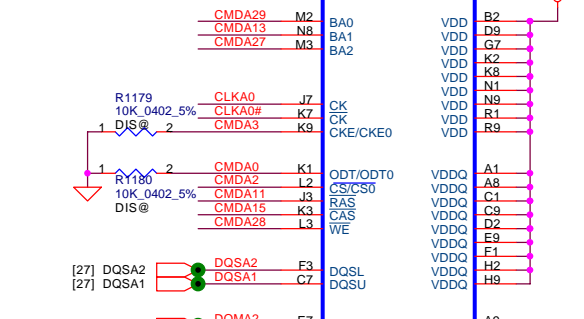 CMDA29 M2 BA0 VDD B2
CMDA13 N8 BA1 VDD D9
CMDA27 M3 BA2 VDD G7
VDD K2
VDD K8
VDD N1
R1179 CLKA0 J7 CK VDD N9
10K_0402_5% CLKA0# K7 CK VDD R1
DIS@ 1 2 CMDA3 K9 CKE/CKE0 VDD R9
1 2 CMDA0 K1 ODT/ODT0 VDDQ A1
R1180 CMDA2 L2 CS/CS0 VDDQ A8
10K_0402_5% CMDA11 J3 RAS VDDQ C1
DIS@ CMDA15 K3 CAS VDDQ C9
CMDA28 L3 WE VDDQ D2
VDDQ E9
VDDQ F1
[27] DQSA2 DQSA2 F3 DQSL VDDQ H2
[27] DQSA1 DQSA1 C7 DQSU VDDQ H9